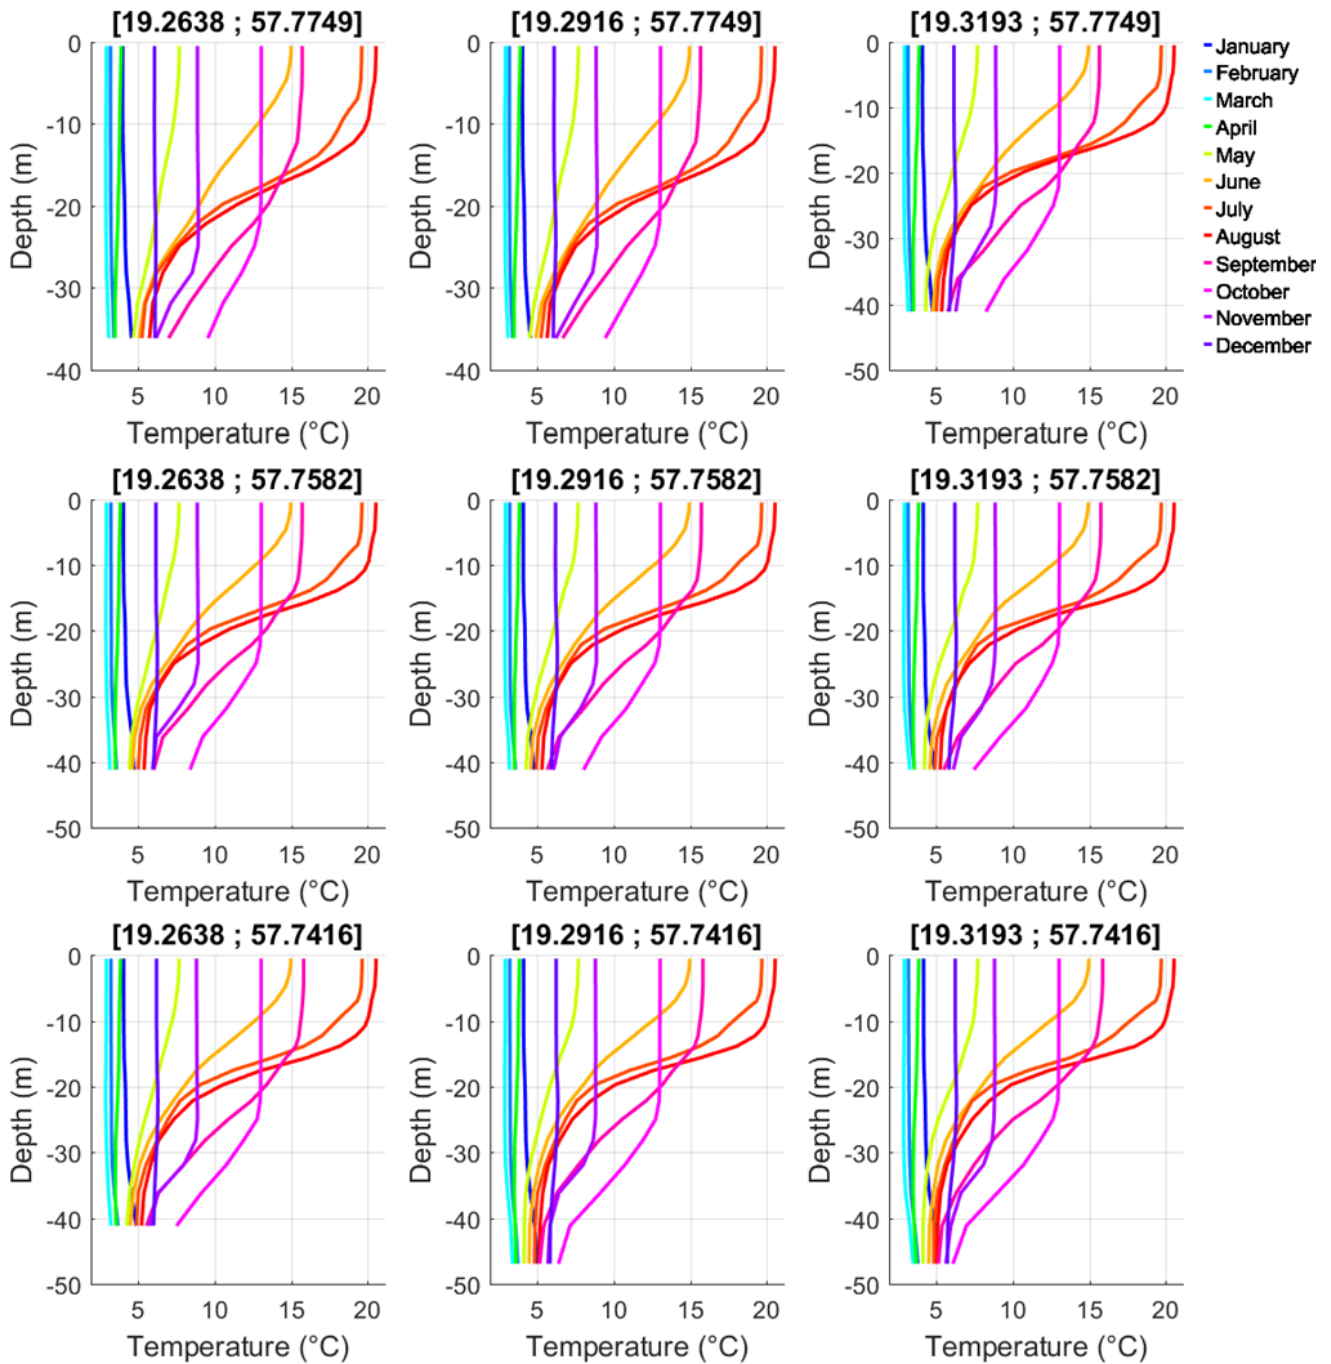 [19.2638 ; 57.7749]
[19.2916 ; 57.7749]
[19.3193 ; 57.7749]
0
-10
-20
-30
-40
Depth (m)
5 10 15 20
Temperature (°C)
0
-10
-20
-30
-40
Depth (m)
5 10 15 20
Temperature (°C)
0
-10
-20
-30
-40
-50
Depth (m)
5 10 15 20
Temperature (°C)
January
February
March
April
May
June
July
August
September
October
November
December
[19.2638 ; 57.7582]
[19.2916 ; 57.7582]
[19.3193 ; 57.7582]
0
-10
-20
-30
-40
-50
Depth (m)
5 10 15 20
Temperature (°C)
0
-10
-20
-30
-40
-50
Depth (m)
5 10 15 20
Temperature (°C)
0
-10
-20
-30
-40
-50
Depth (m)
5 10 15 20
Temperature (°C)
[19.2638 ; 57.7416]
[19.2916 ; 57.7416]
[19.3193 ; 57.7416]
0
-10
-20
-30
-40
-50
Depth (m)
5 10 15 20
Temperature (°C)
0
-10
-20
-30
-40
-50
Depth (m)
5 10 15 20
Temperature (°C)
0
-10
-20
-30
-40
-50
Depth (m)
5 10 15 20
Temperature (°C)